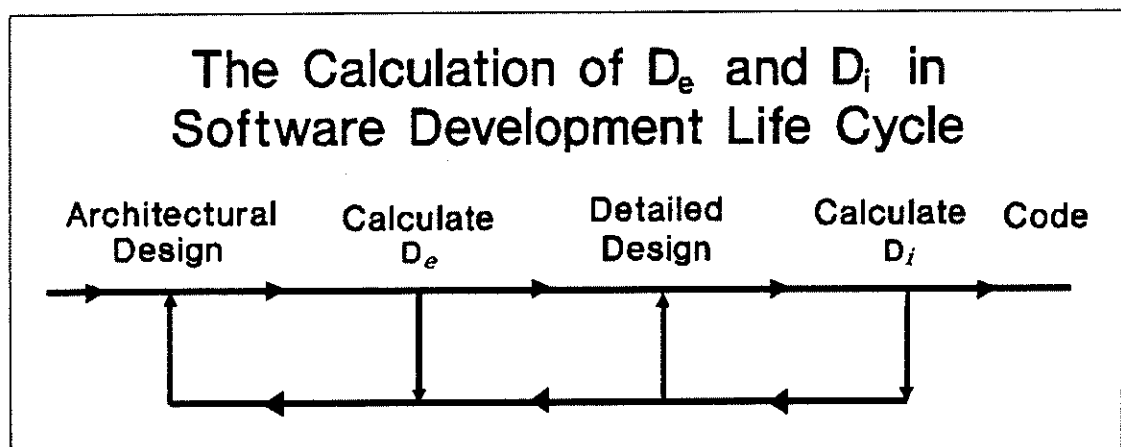 The Calculation of Dₑ and Dᵢ in
Software Development Life Cycle
Architectural Design
Calculate Dₑ
Detailed Design
Calculate Dᵢ
Code